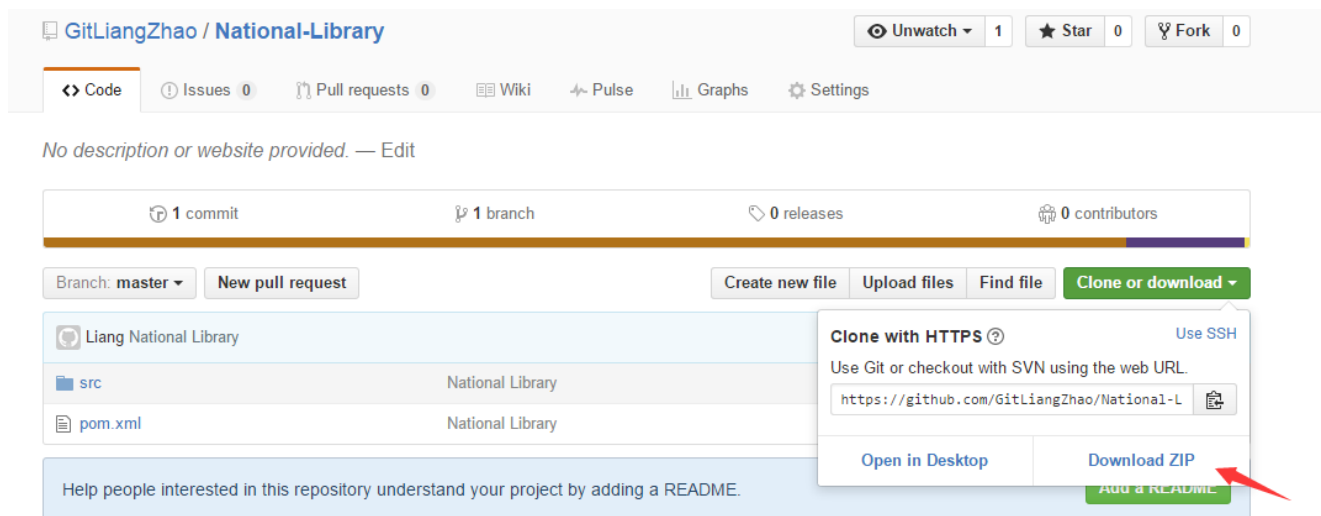 GitLiangZhao / National-Library
Unwatch 1 Star 0 Fork 0
Code Issues 0 Pull requests 0 Wiki Pulse Graphs Settings
No description or website provided. — Edit
1 commit 1 branch 0 releases 0 contributors
Branch: master New pull request Create new file Upload files Find file Clone or download
Liang National Library
Clone with HTTPS Use SSH
Use Git or checkout with SVN using the web URL.
src National Library
https://github.com/GitLiangZhao/National-L
pom.xml National Library
Open in Desktop Download ZIP
Help people interested in this repository understand your project by adding a README.
Add a README